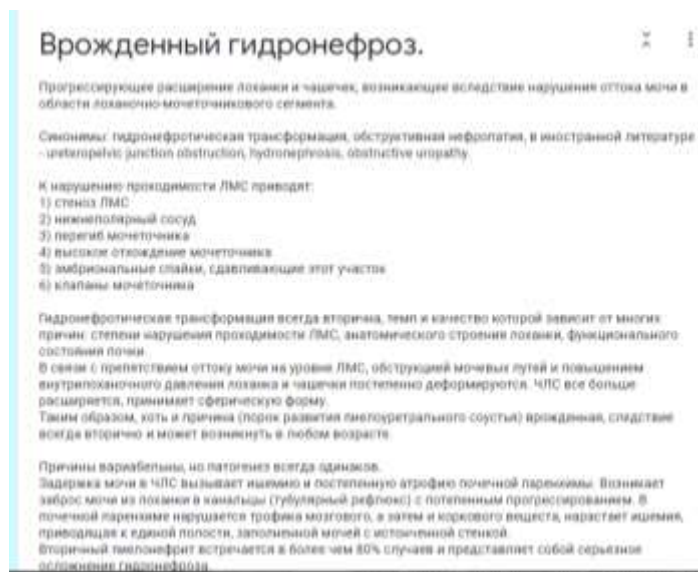 Врожденный гидронефроз.
Прогрессирующее расширение лоханки и чашечек, возникающее вследствие нарушения оттока мочи в
области лоханочно-мочеточникового сегмента.
Синонимы: гидронефротическая трансформация, обструктивная нефропатия, в иностранной литературе
- ureteropelvic junction obstruction, hydronephrosis, obstructive uropathy.
К нарушению проходимости ЛМС приводят:
1) стеноз ЛМС
2) нижнеполярный сосуд
3) перегиб мочеточника
4) высокое отхождение мочеточника
5) эмбриональные спайки, сдавливающие этот участок
6) клапаны мочеточника
Гидронефротическая трансформация всегда вторична, темп и качество которой зависит от многих
причин: степени нарушения проходимости ЛМС, анатомического строения лоханки, функционального
состояния почки.
В связи с препятствием оттоку мочи на уровне ЛМС, обструкцией мочевых путей и повышением
внутрилоханочного давления лоханка и чашечки постепенно деформируются. ЧЛС все больше
расширяется, принимает сферическую форму.
Таким образом, хоть и причина (порок развития пиелоуретрального соустья) врожденная, следствие
всегда вторично и может возникнуть в любом возрасте.
Причины вариабельны, но патогенез всегда одинаков.
Задержка мочи в ЧЛС вызывает ишемию и постепенную атрофию почечной паренхимы. Возникает
заброс мочи из лоханки в канальцы (тубулярный рефлюкс) с потепенным прогрессированием. В
почечной паренхиме нарушается трофика мозгового, а затем и коркового вещества, нарастает ишемия,
приводящая к единой полости, заполненной мочей с истонченной стенкой.
Вторичный пиелонефрит встречается в более чем 80% случаев и представляет собой серьезное
осложнение гидронефроза.